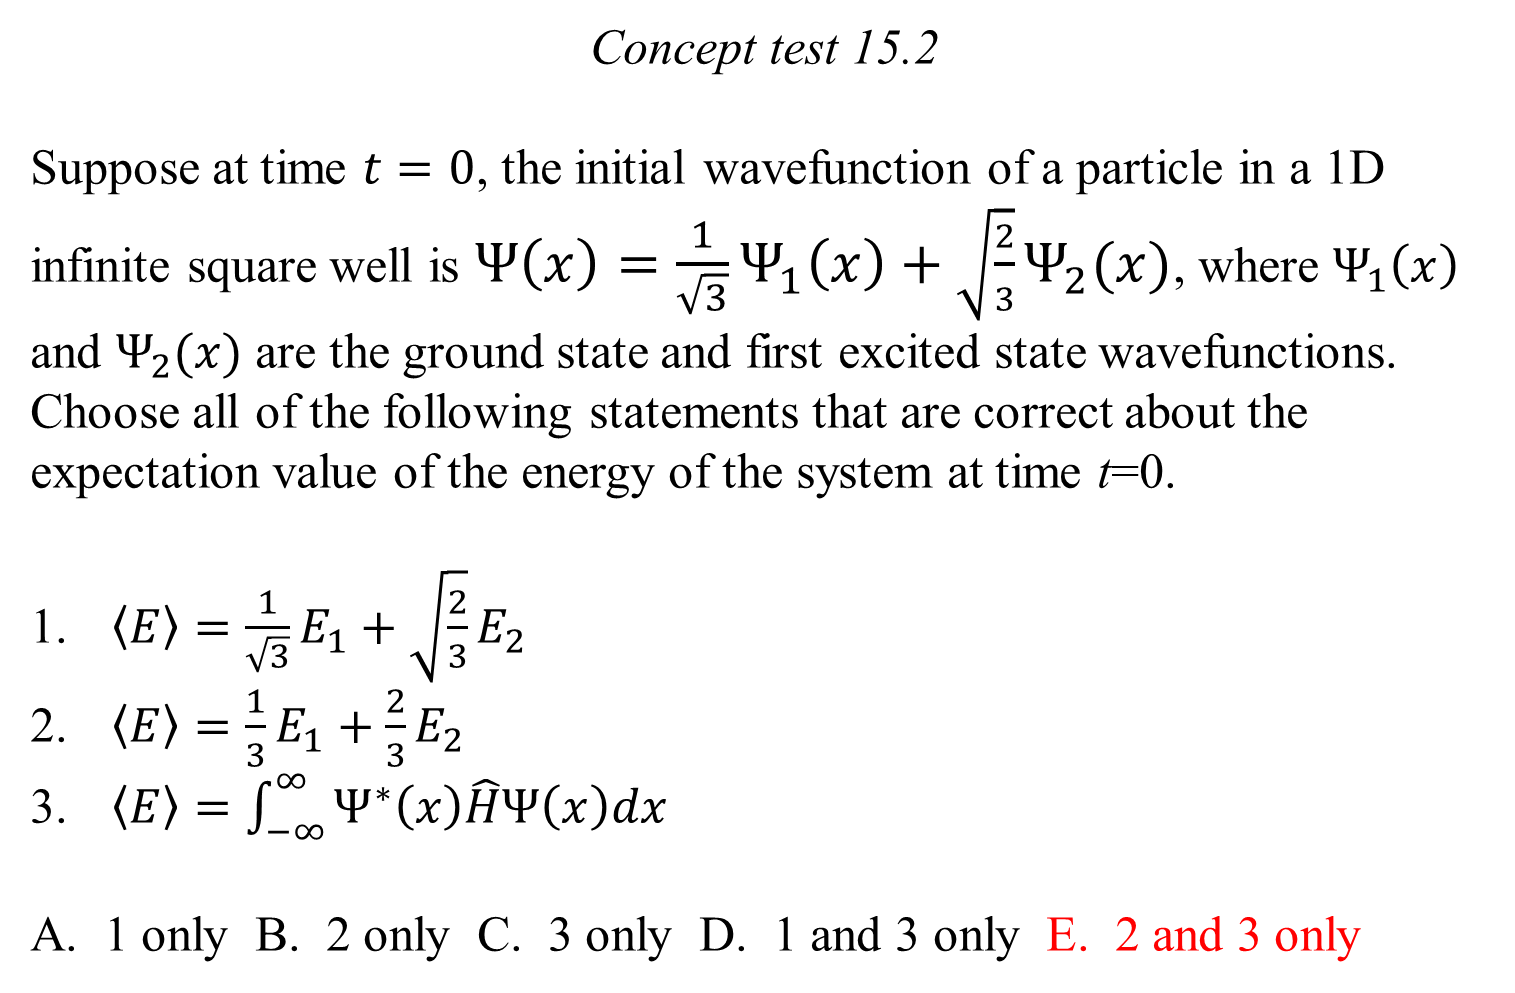 Concept test 15.2
Suppose at time t = 0, the initial wavefunction of a particle in a 1D
infinite square well is Ψ(x) = 1/√3 Ψ₁(x) + √(2/3) Ψ₂(x), where Ψ₁(x)
and Ψ₂(x) are the ground state and first excited state wavefunctions.
Choose all of the following statements that are correct about the
expectation value of the energy of the system at time t=0.
1. ⟨E⟩ = 1/√3 E₁ + √(2/3) E₂
2. ⟨E⟩ = 1/3 E₁ + 2/3 E₂
3. ⟨E⟩ = ∫_{-∞}^{∞} Ψ*(x)ĤΨ(x)dx
A. 1 only B. 2 only C. 3 only D. 1 and 3 only E. 2 and 3 only